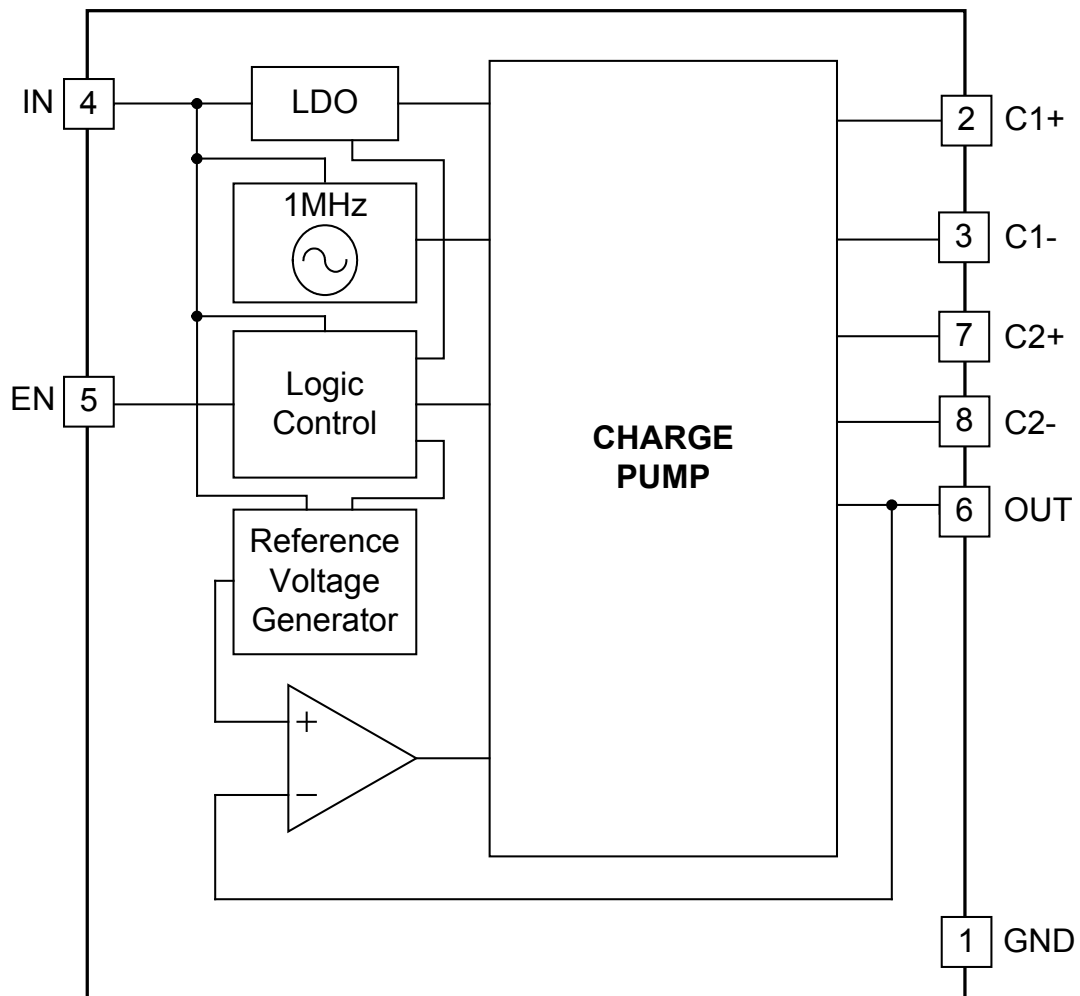 IN 4
LDO
2 C1+
1MHz
3 C1-
7 C2+
EN 5
Logic
Control
8 C2-
CHARGE
PUMP
6 OUT
Reference
Voltage
Generator
+
−
1 GND